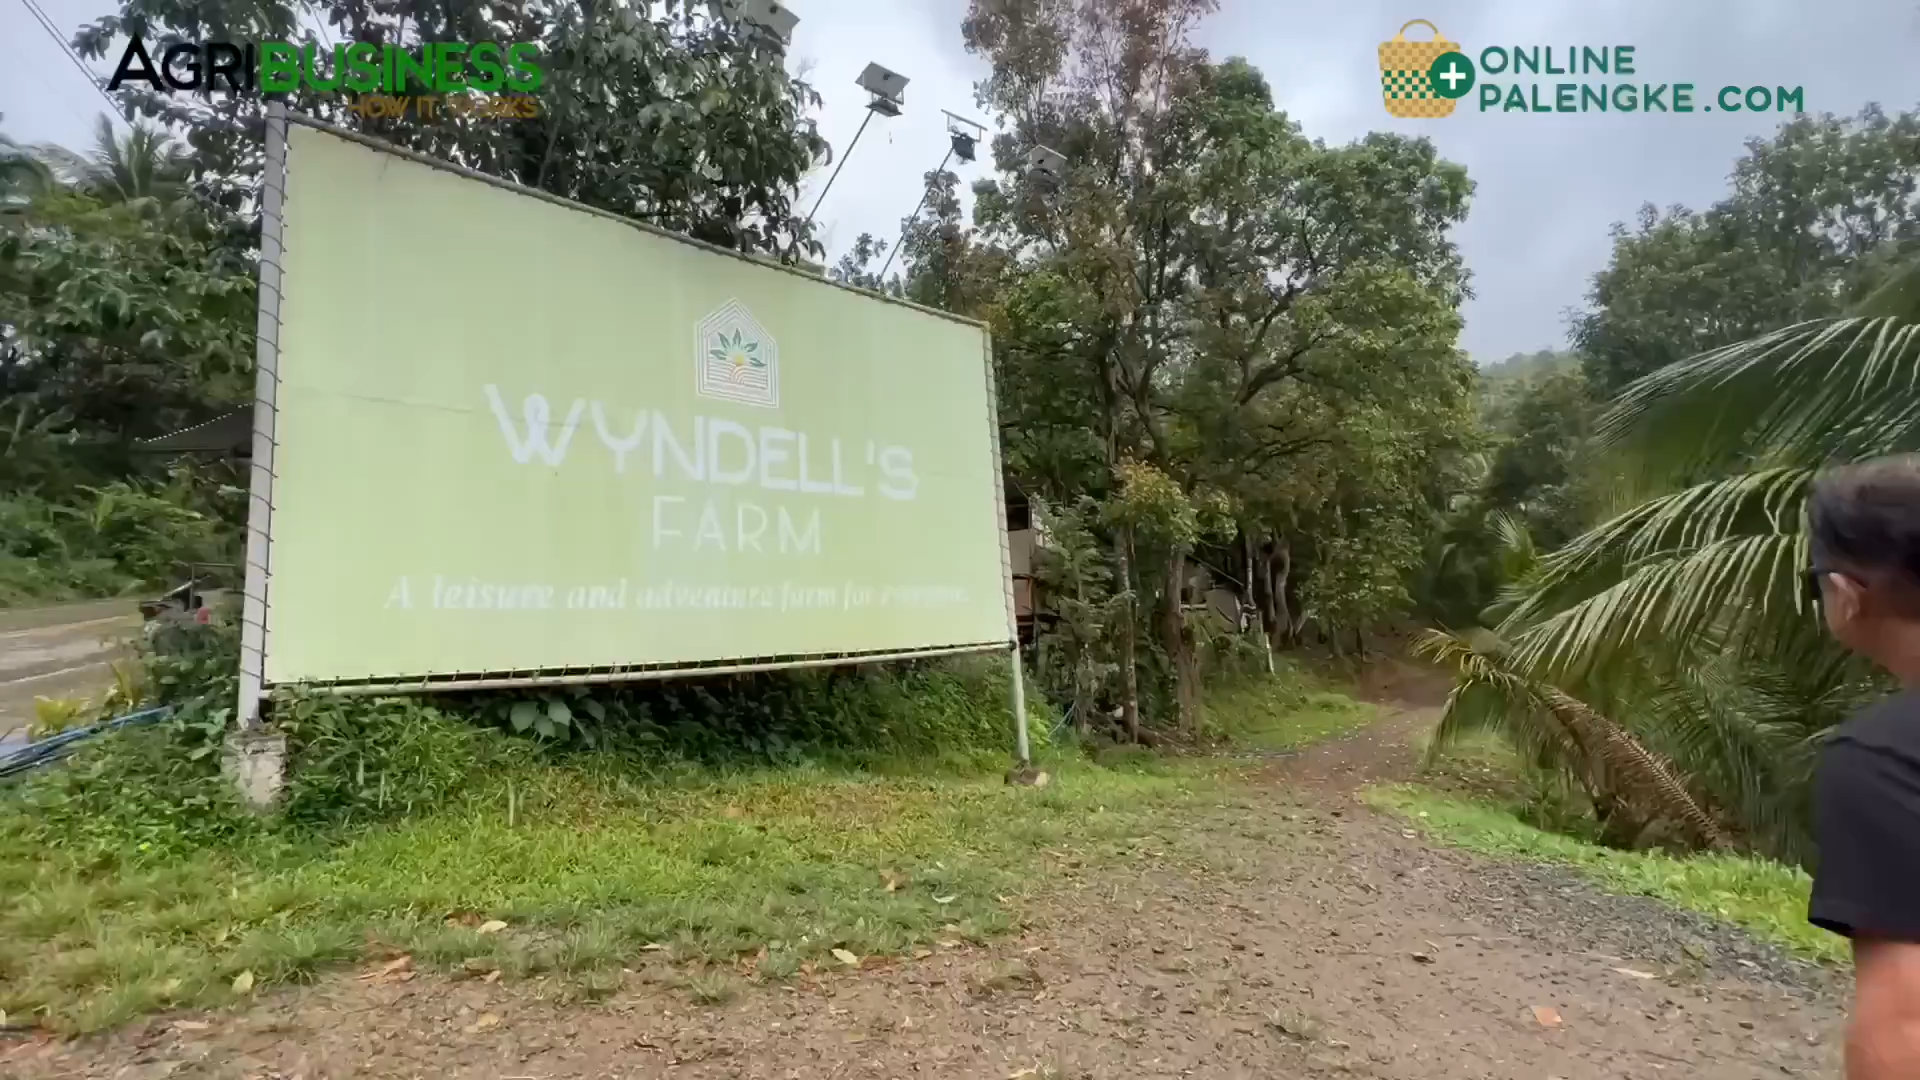 AGRIBUSINESS
HOW IT WORKS
ONLINE
PALENGKE.COM
WYNDELL'S
FARM
A leisure and adventure farm for everyone